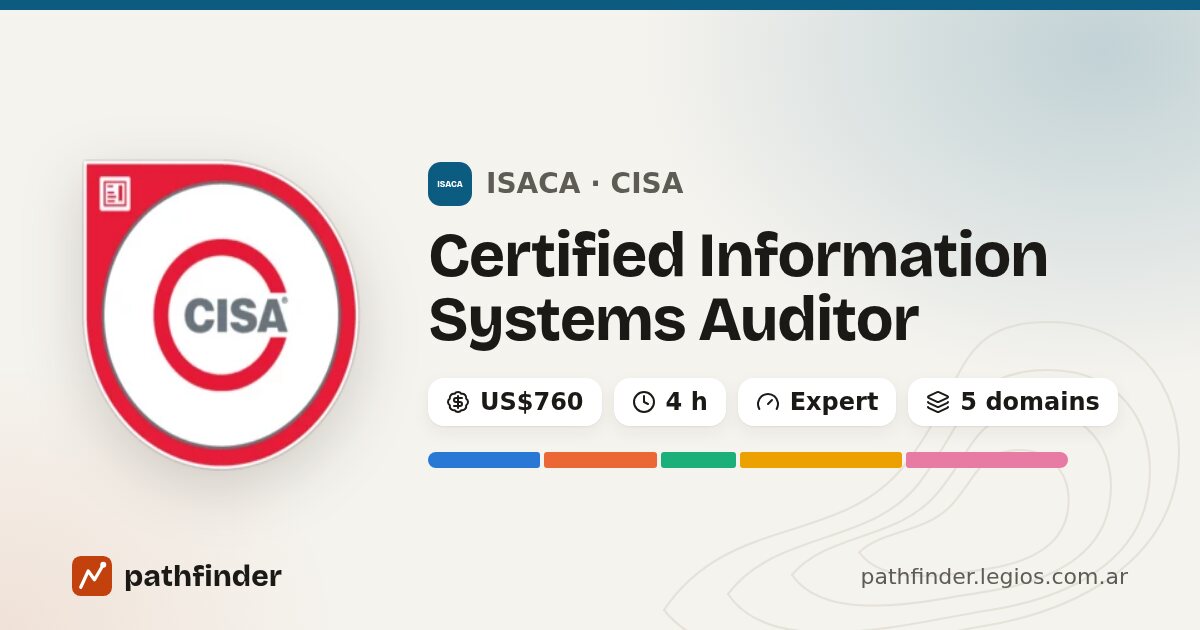 CISA®
ISACA
ISACA · CISA
Certified Information
Systems Auditor
US$760
4 h
Expert
5 domains
pathfinder
pathfinder.legios.com.ar